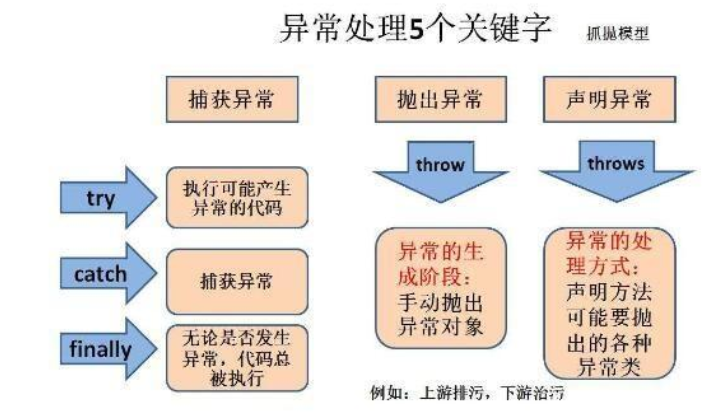 异常处理5个关键字 抓抛模型
捕获异常
抛出异常
声明异常
try
执行可能产生
异常的代码
catch
捕获异常
finally
无论是否发生
异常，代码总
被执行
throw
异常的生
成阶段：
手动抛出
异常对象
throws
异常的处
理方式：
声明方法
可能要抛
出的各种
异常类
例如：上游排污，下游治污